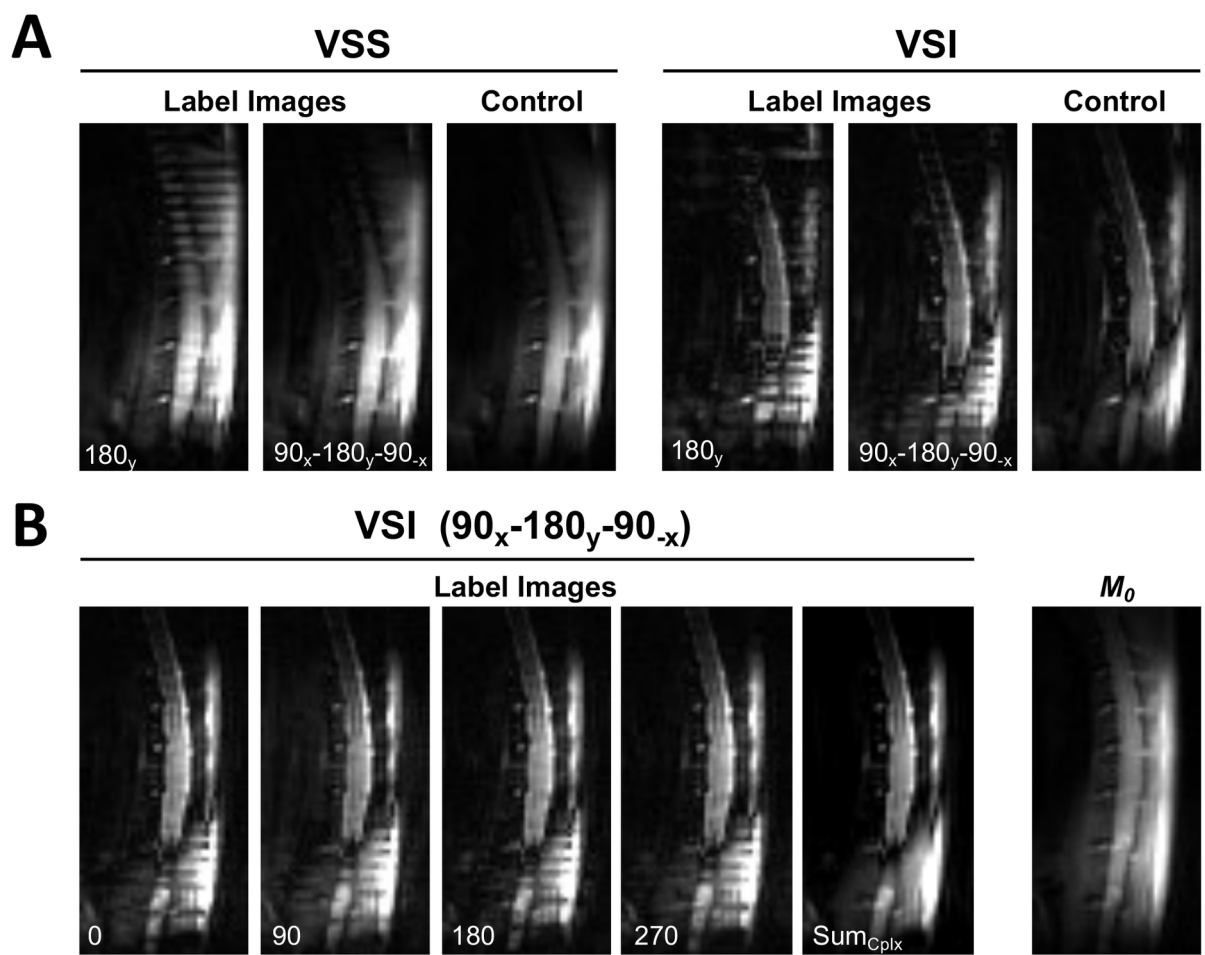 A
VSS VSI
Label Images Control Label Images Control
180y 90x-180y-90-x 180y 90x-180y-90-x
B
VSI (90x-180y-90-x)
Label Images M0
0 90 180 270 SumCplx